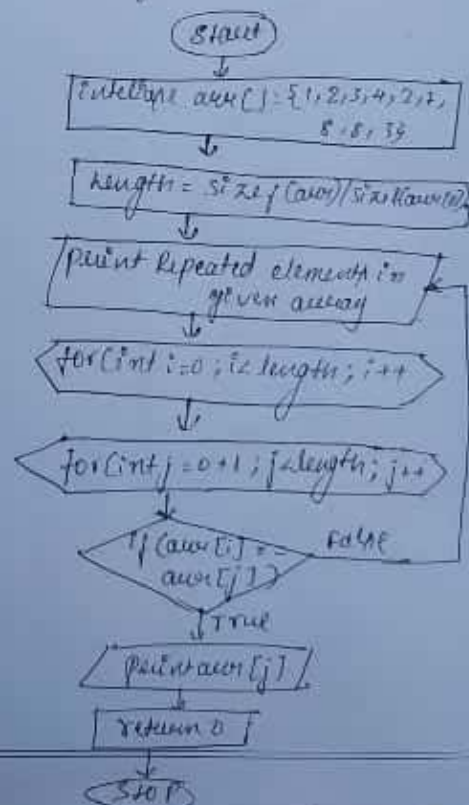 Start
arr[] = {1, 2, 3, 4, 2, 7,
8, 8, 3}
Length = sizeof(arr)/sizeof(arr[0])
print Repeated elements in
given array
for(int i=0; i<length; i++
for(int j=0+1; j<length; j++
if(arr[i]==
arr[j])
False
True
print arr[j]
return 0
Stop